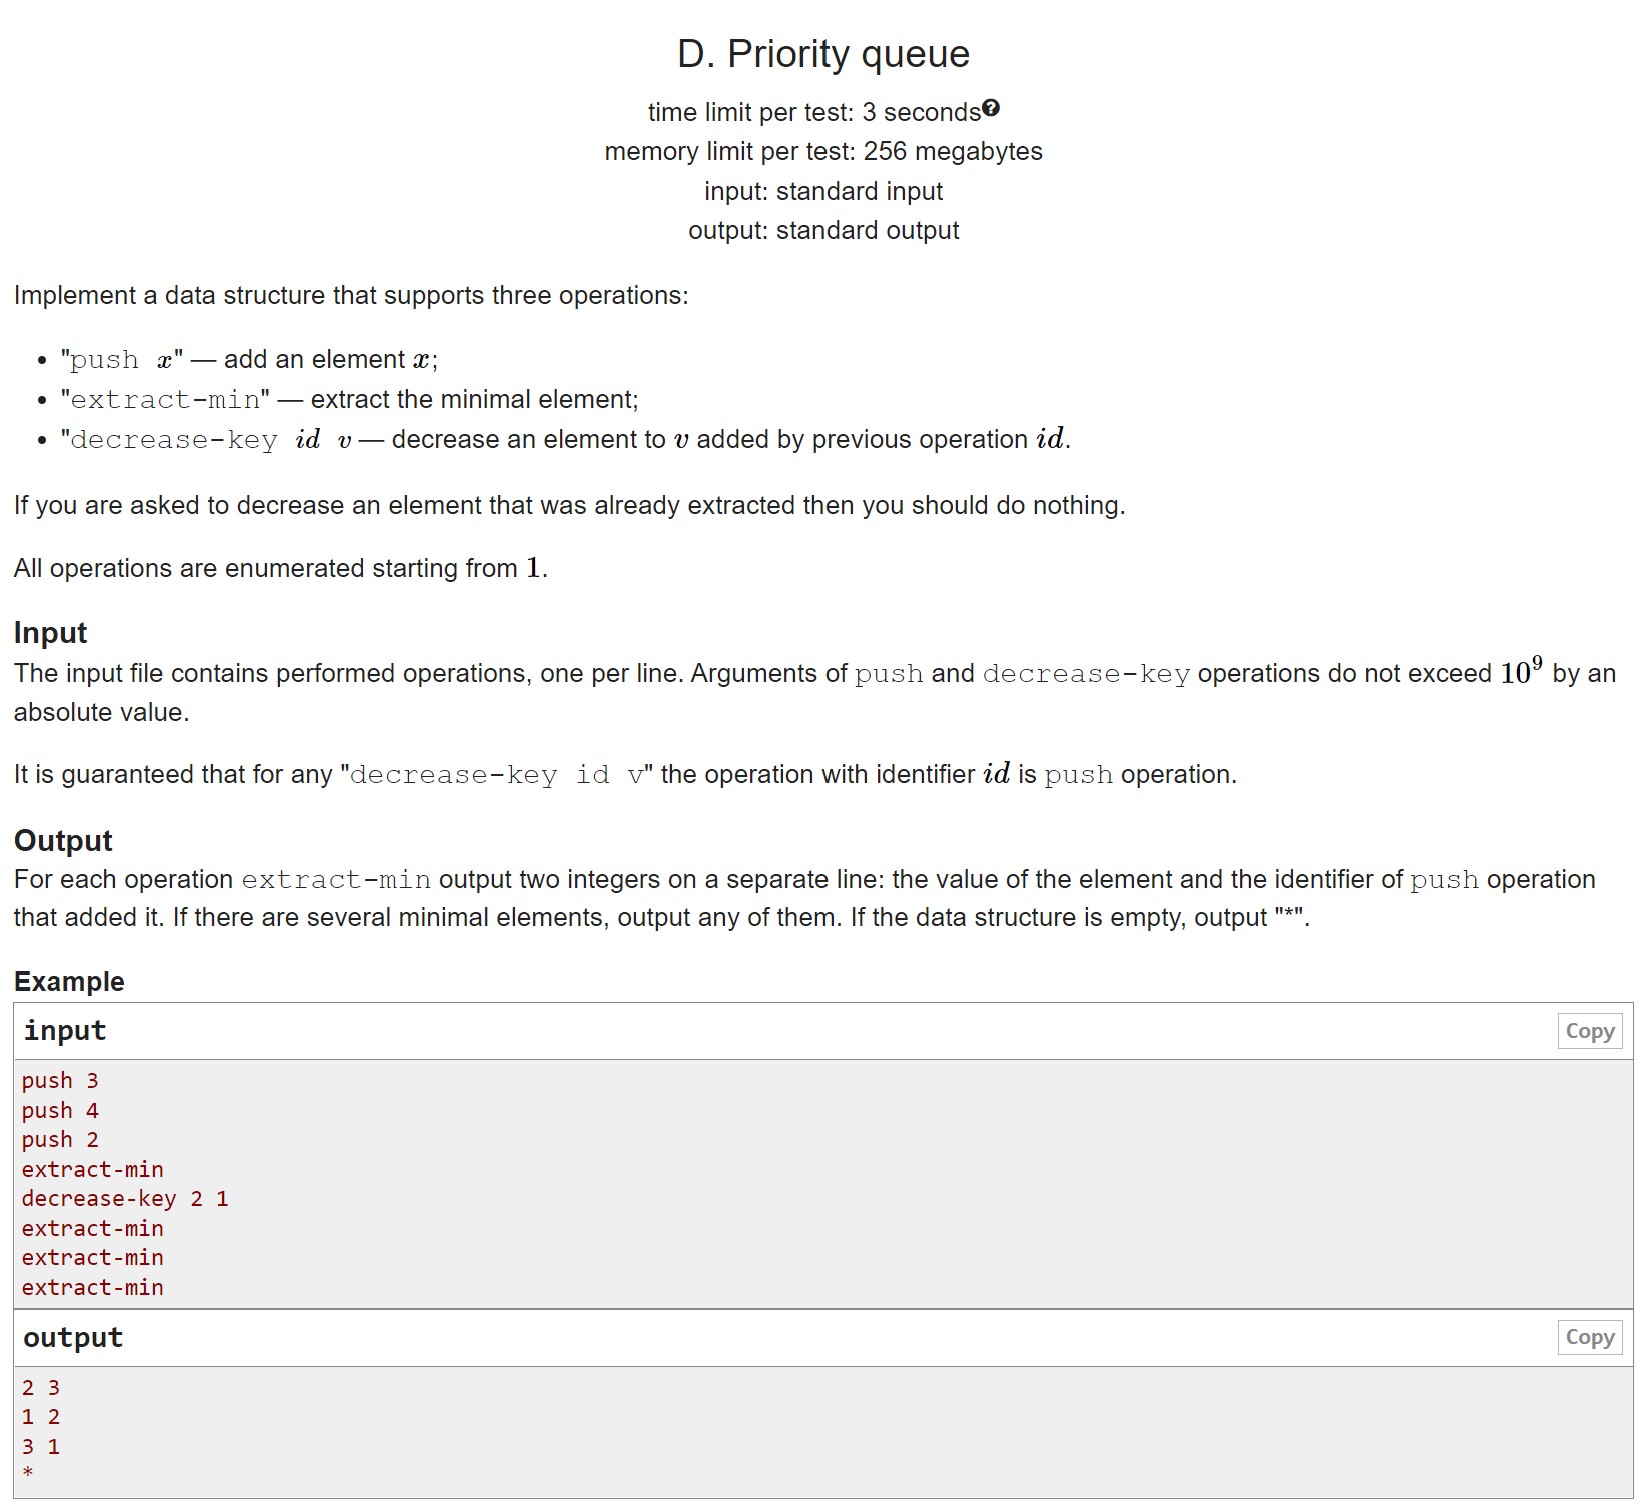 D. Priority queue
time limit per test: 3 seconds?
memory limit per test: 256 megabytes
input: standard input
output: standard output
Implement a data structure that supports three operations:
• "push x" — add an element x;
• "extract-min" — extract the minimal element;
• "decrease-key id v — decrease an element to v added by previous operation id.
If you are asked to decrease an element that was already extracted then you should do nothing.
All operations are enumerated starting from 1.
Input
The input file contains performed operations, one per line. Arguments of push and decrease-key operations do not exceed 10⁹ by an
absolute value.
It is guaranteed that for any "decrease-key id v" the operation with identifier id is push operation.
Output
For each operation extract-min output two integers on a separate line: the value of the element and the identifier of push operation
that added it. If there are several minimal elements, output any of them. If the data structure is empty, output "*".
Example
input
Copy
push 3
push 4
push 2
extract-min
decrease-key 2 1
extract-min
extract-min
extract-min
output
Copy
2 3
1 2
3 1
*